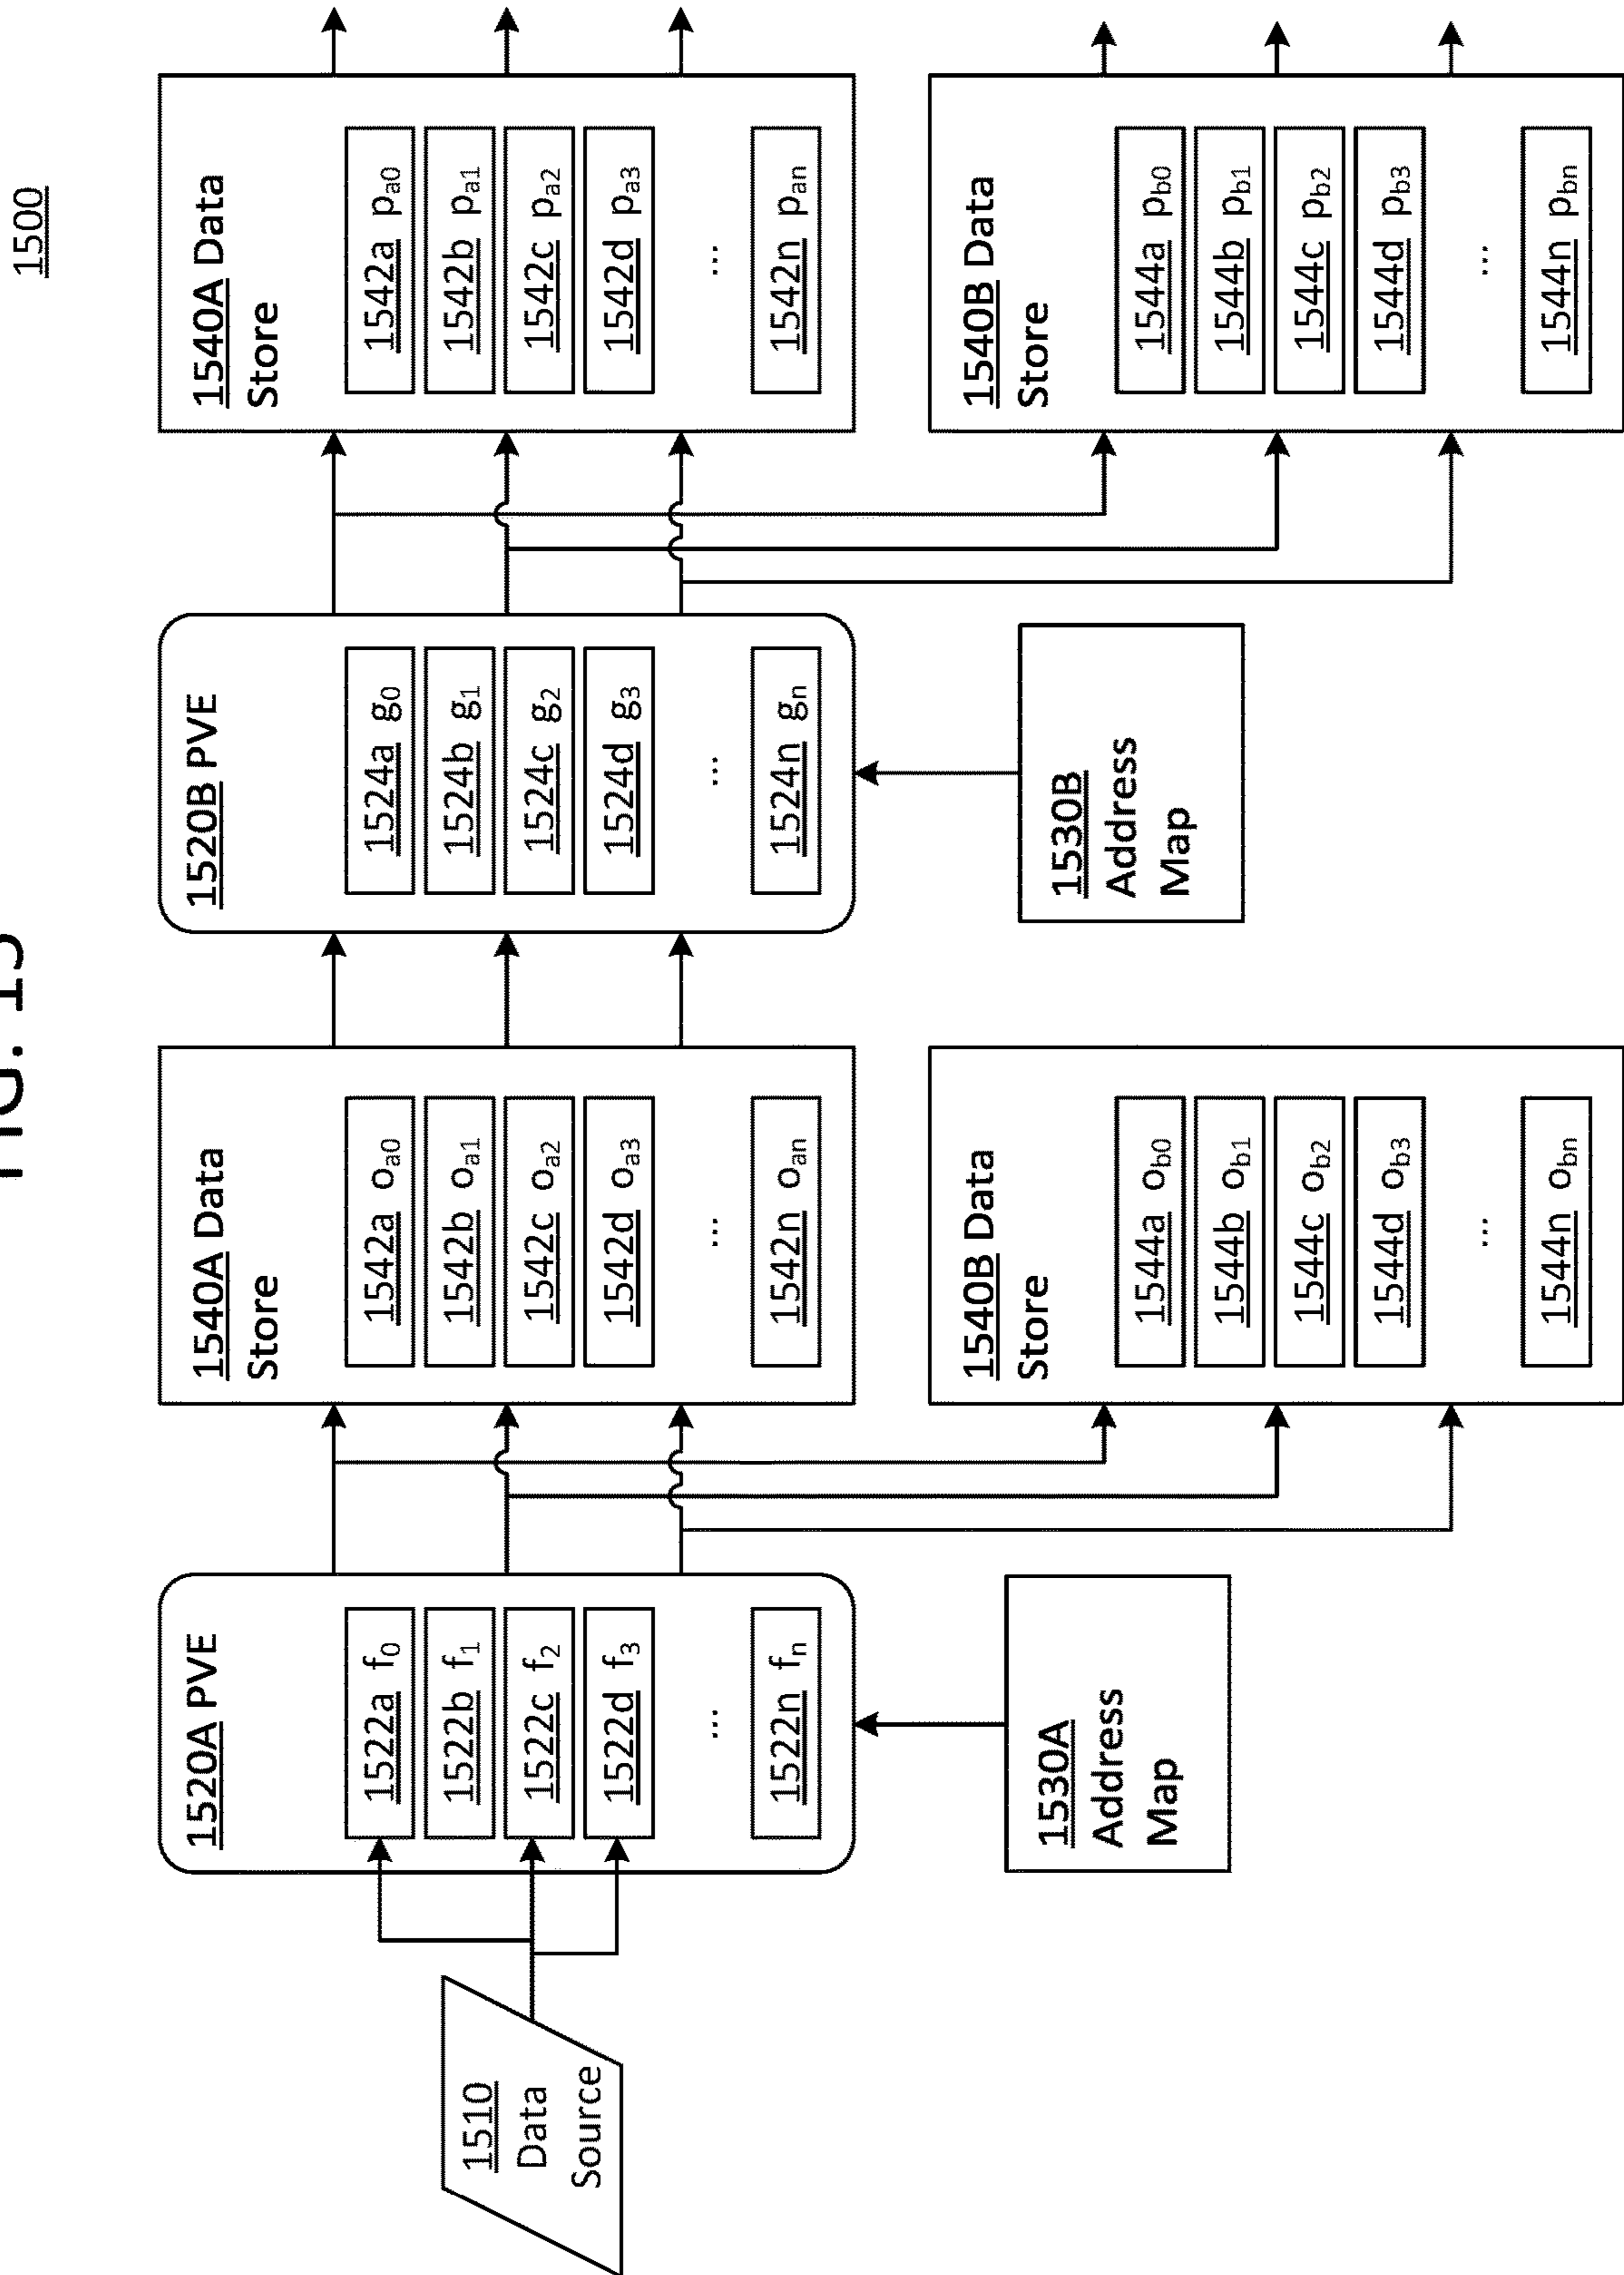 FIG. 15
1500
1510
Data
Source
1520A PVE
1522a f0
1522b f1
1522c f2
1522d f3
...
1522n fn
1530A
Address
Map
1540A Data
Store
1542a oa0
1542b oa1
1542c oa2
1542d oa3
...
1542n oan
1540B Data
Store
1544a ob0
1544b ob1
1544c ob2
1544d ob3
...
1544n obn
1520B PVE
1524a g0
1524b g1
1524c g2
1524d g3
...
1524n gn
1530B
Address
Map
1540A Data
Store
1542a pa0
1542b pa1
1542c pa2
1542d pa3
...
1542n pan
1540B Data
Store
1544a pb0
1544b pb1
1544c pb2
1544d pb3
...
1544n pbn